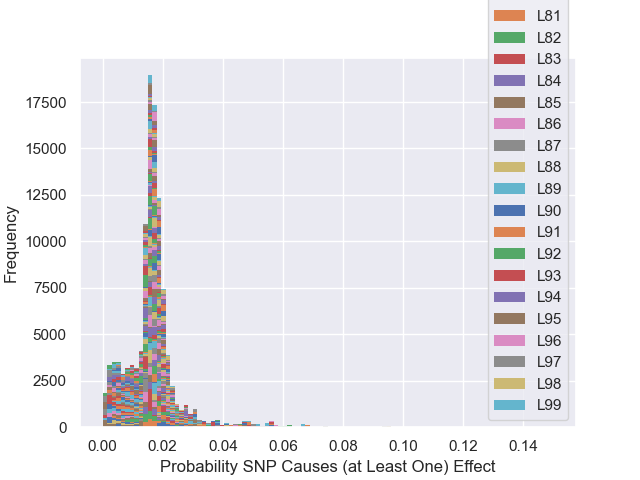 L81
L82
L83
L84
L85
L86
L87
L88
L89
L90
L91
L92
L93
L94
L95
L96
L97
L98
L99
17500
15000
12500
10000
7500
5000
2500
0
Frequency
0.00 0.02 0.04 0.06 0.08 0.10 0.12 0.14
Probability SNP Causes (at Least One) Effect